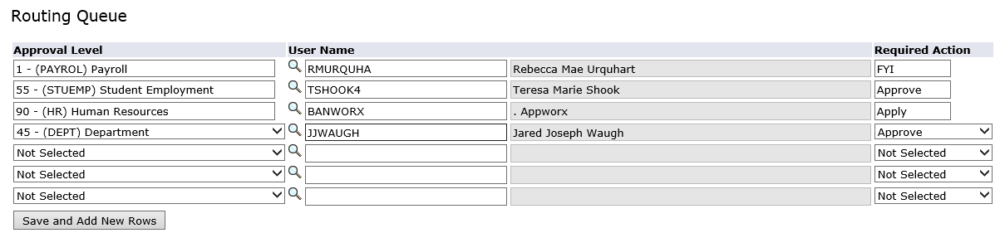 Routing Queue
Approval Level User Name Required Action
1 - (PAYROL) Payroll RMURQUHA Rebecca Mae Urquhart FYI
55 - (STUEMP) Student Employment TSHOOK4 Teresa Marie Shook Approve
90 - (HR) Human Resources BANWORX . Appworx Apply
45 - (DEPT) Department JJWAUGH Jared Joseph Waugh Approve
Not Selected Not Selected
Not Selected Not Selected
Not Selected Not Selected
Save and Add New Rows